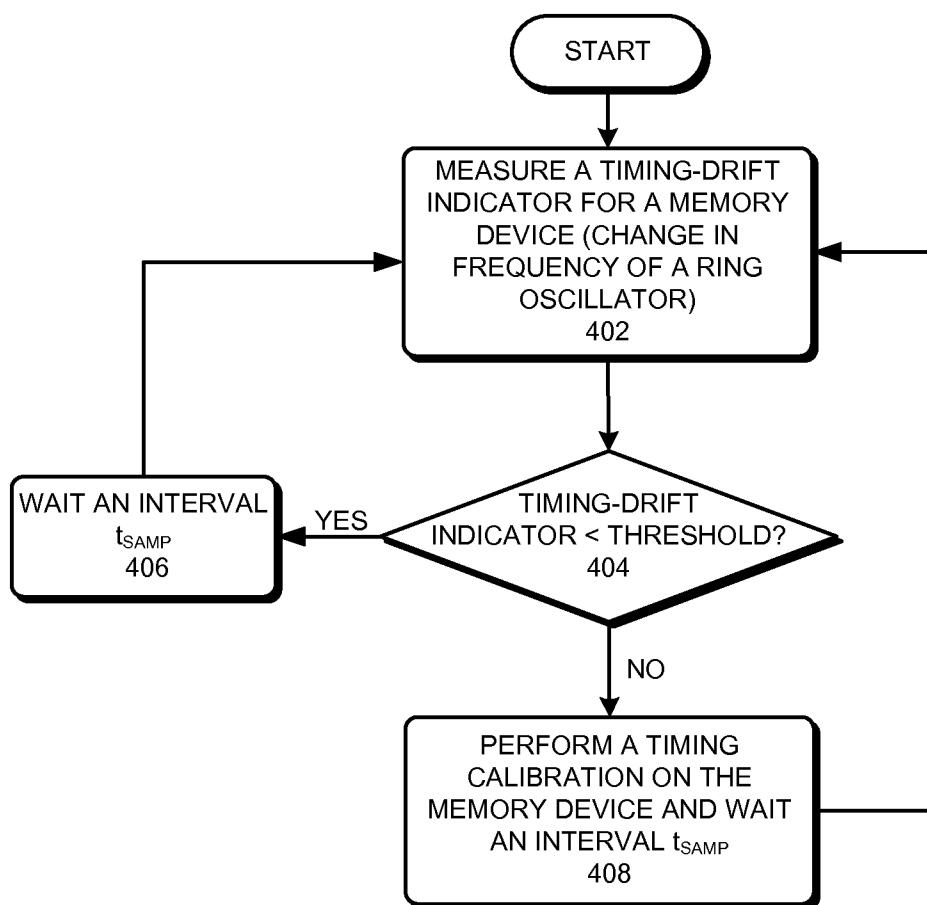 START
MEASURE A TIMING-DRIFT
INDICATOR FOR A MEMORY
DEVICE (CHANGE IN
FREQUENCY OF A RING
OSCILLATOR)
402
TIMING-DRIFT
INDICATOR < THRESHOLD?
404
YES
WAIT AN INTERVAL
tSAMP
406
NO
PERFORM A TIMING
CALIBRATION ON THE
MEMORY DEVICE AND WAIT
AN INTERVAL tSAMP
408